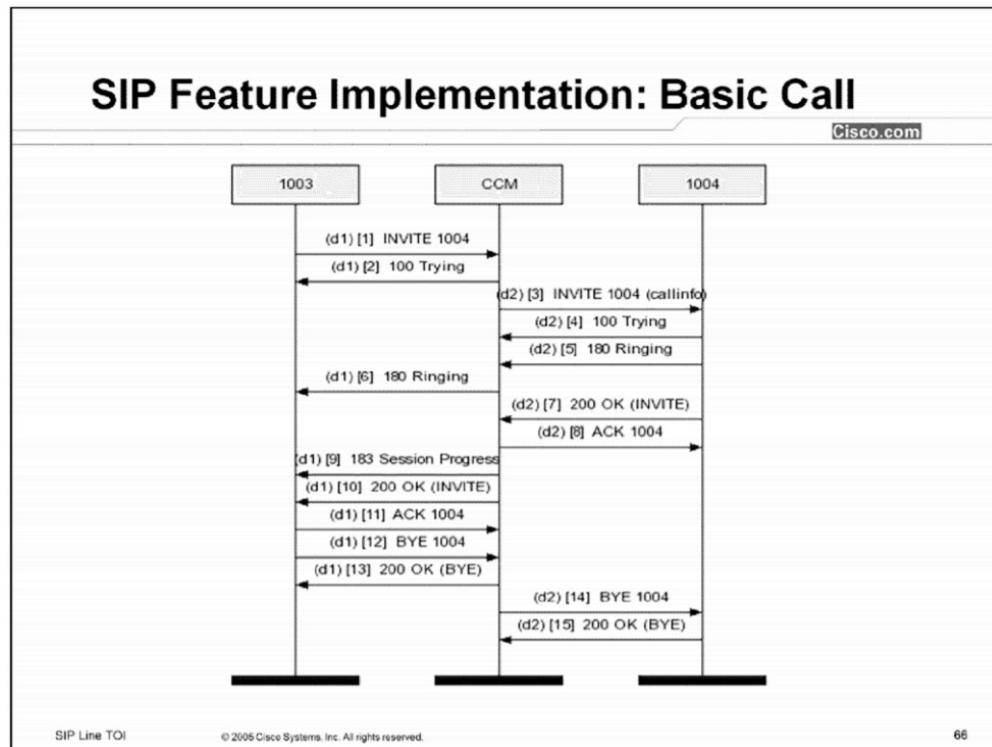 SIP Feature Implementation: Basic Call
Cisco.com
1003
CCM
1004
(d1) [1] INVITE 1004
(d1) [2] 100 Trying
(d2) [3] INVITE 1004 (callinfo)
(d2) [4] 100 Trying
(d2) [5] 180 Ringing
(d1) [6] 180 Ringing
(d2) [7] 200 OK (INVITE)
(d2) [8] ACK 1004
(d1) [9] 183 Session Progress
(d1) [10] 200 OK (INVITE)
(d1) [11] ACK 1004
(d1) [12] BYE 1004
(d1) [13] 200 OK (BYE)
(d2) [14] BYE 1004
(d2) [15] 200 OK (BYE)
SIP Line TOI
© 2005 Cisco Systems, Inc. All rights reserved.
66